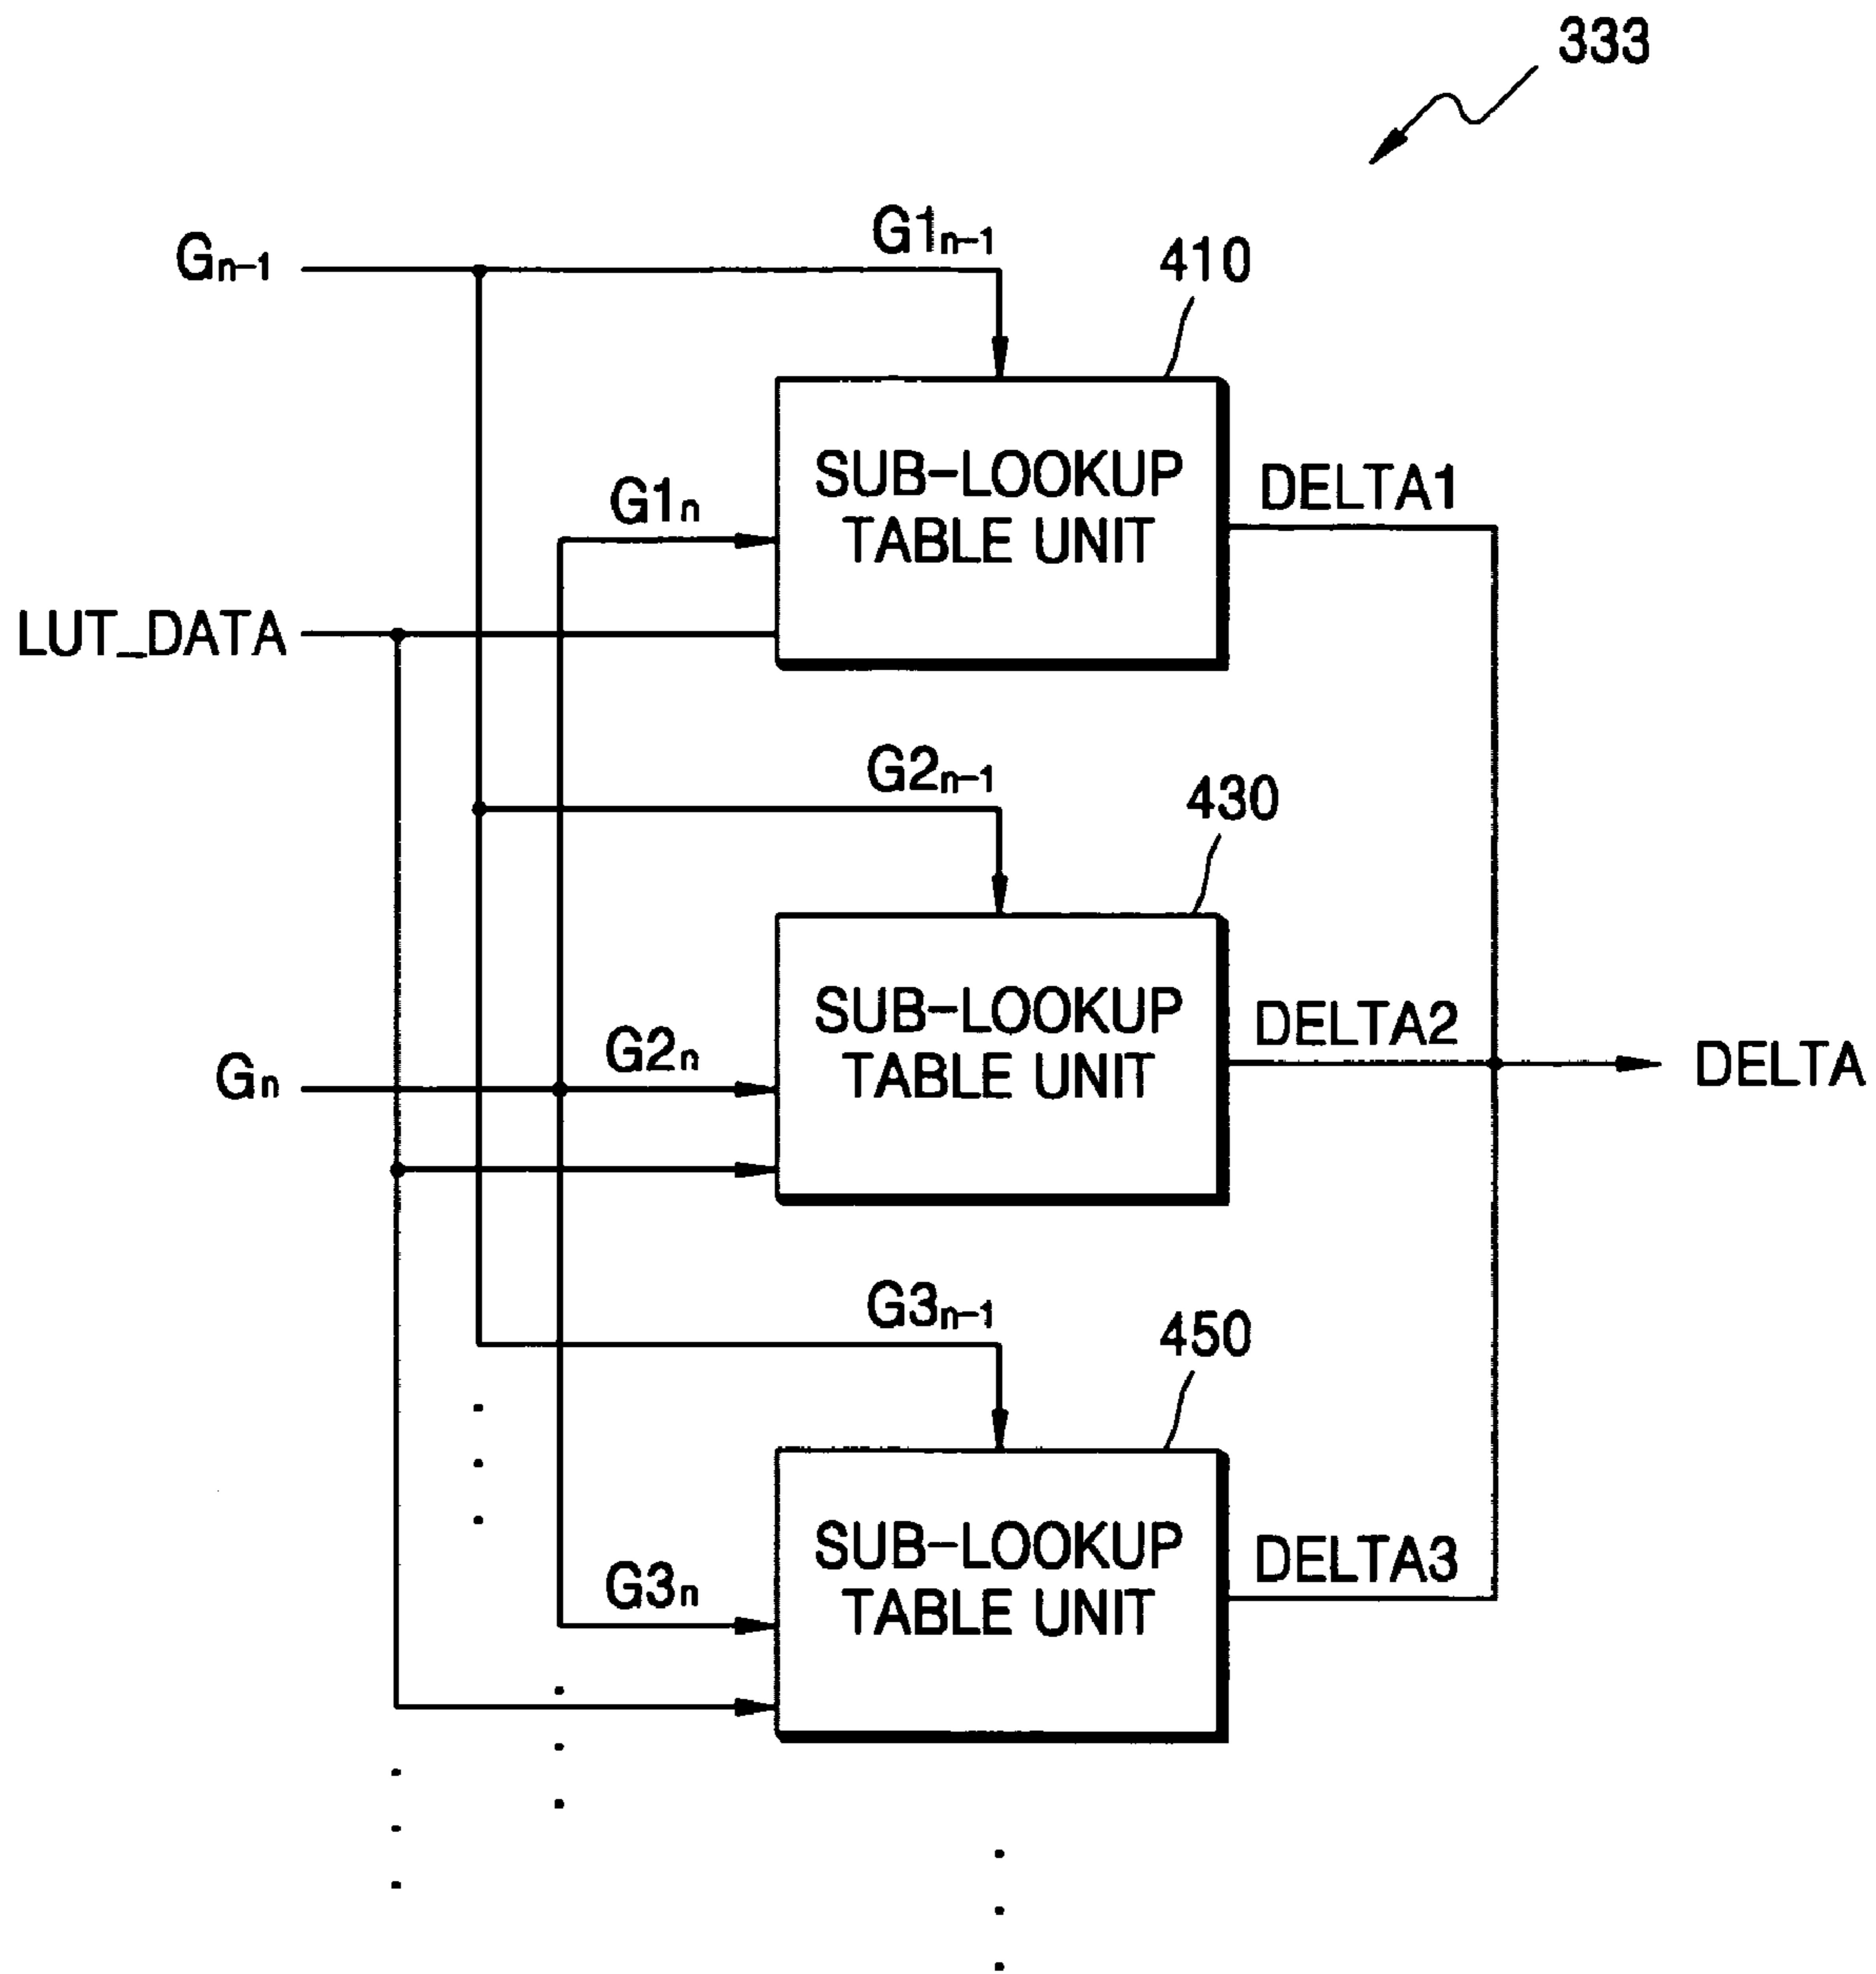 333
Gn-1
G1n-1
410
SUB-LOOKUP
TABLE UNIT
G1n
DELTA1
LUT_DATA
G2n-1
430
SUB-LOOKUP
TABLE UNIT
Gn
G2n
DELTA2
DELTA
G3n-1
450
SUB-LOOKUP
TABLE UNIT
G3n
DELTA3